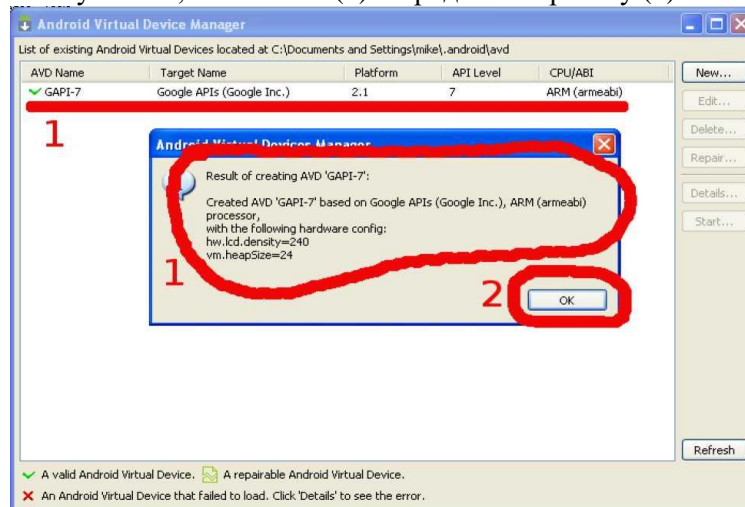 Android Virtual Device Manager
List of existing Android Virtual Devices located at C:\Documents and Settings\mike\.android\avd
AVD Name Target Name Platform API Level CPU/ABI New...
GAPI-7 Google APIs (Google Inc.) 2.1 7 ARM (armeabi)
Edit...
1
Delete...
Android Virtual Devices Manager
Repair...
Result of creating AVD 'GAPI-7':
Details...
Created AVD 'GAPI-7' based on Google APIs (Google Inc.), ARM (armeabi)
processor,
Start...
with the following hardware config:
hw.lcd.density=240
vm.heapSize=24
1
2
OK
Refresh
A valid Android Virtual Device. A repairable Android Virtual Device.
An Android Virtual Device that failed to load. Click 'Details' to see the error.